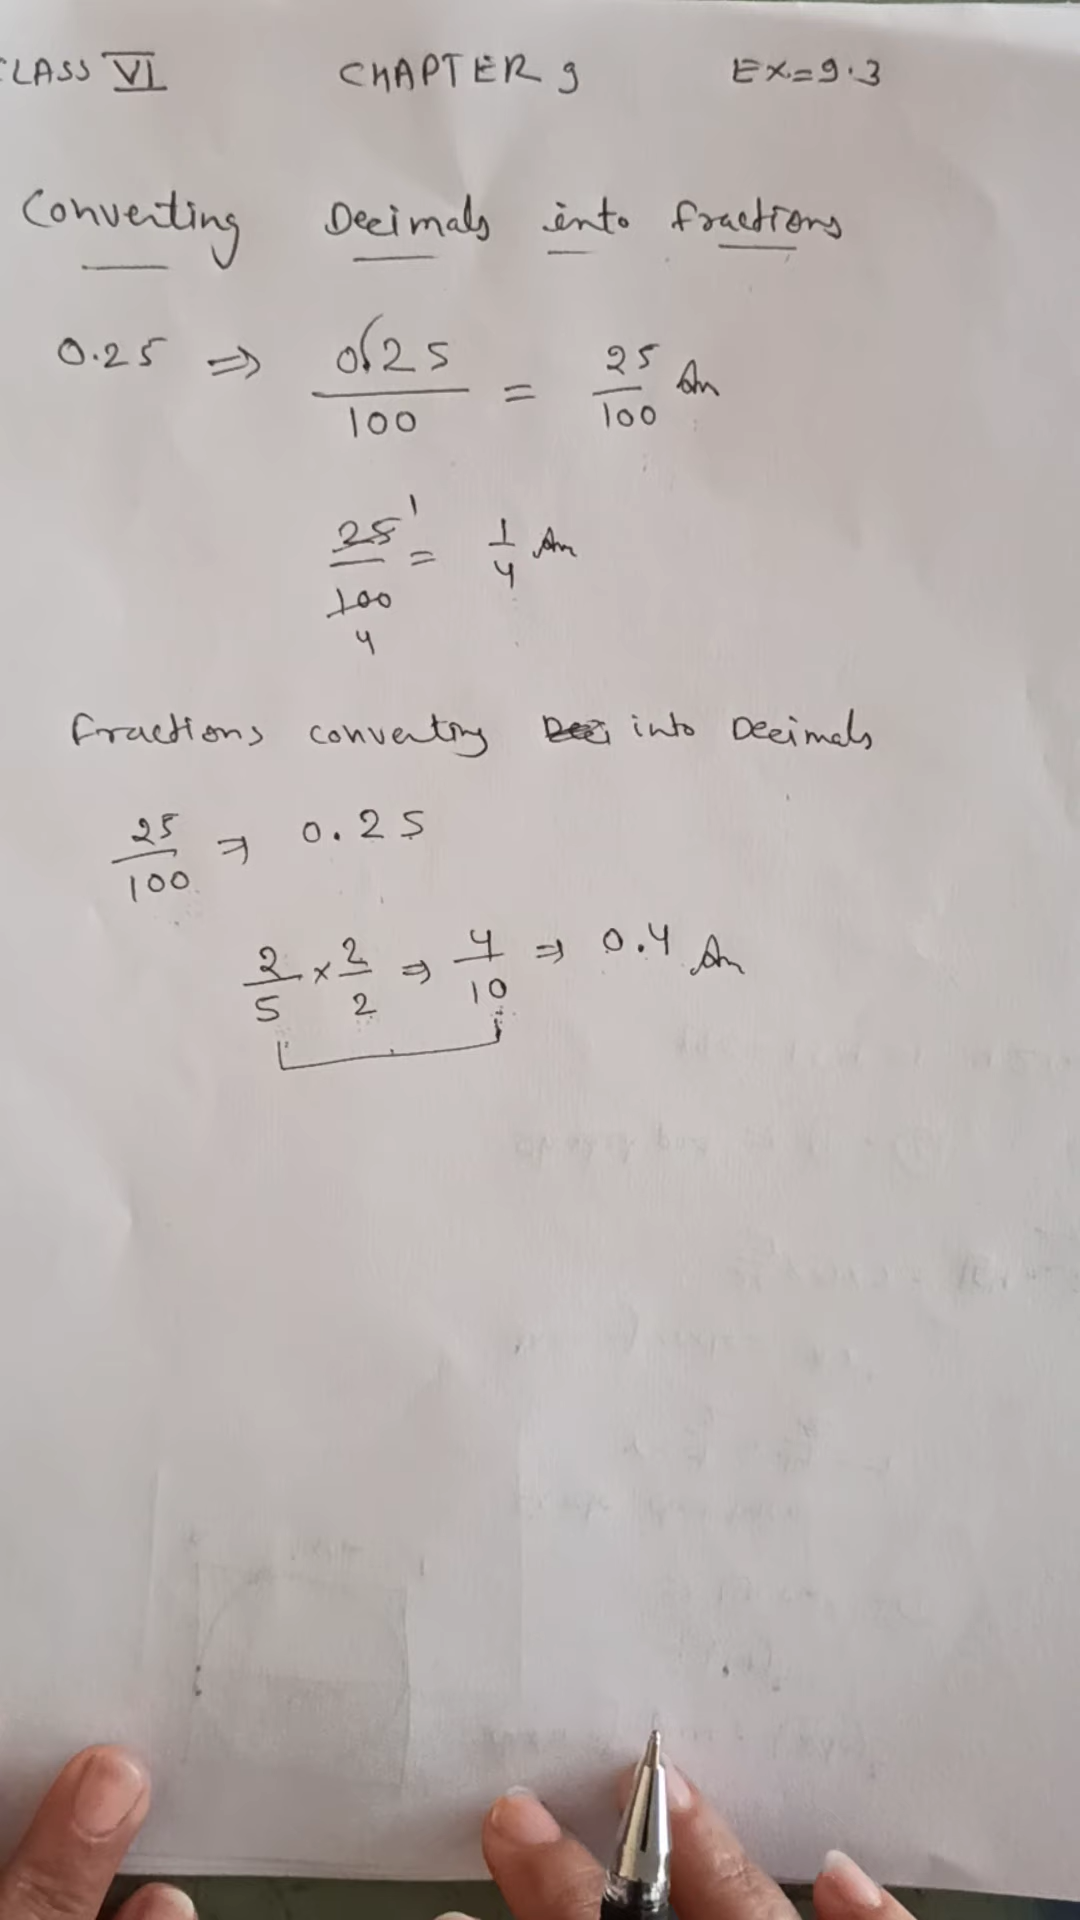 CLASS VI CHAPTER 9 EX=9.3
Converting Decimals into fractions
0.25 ⇒ 0.25/100 = 25/100 Ans
25/100 1 4 = 1/4 Ans
fractions converting into Decimals
25/100 ⇒ 0.25
2/5 × 2/2 ⇒ 4/10 ⇒ 0.4 Ans